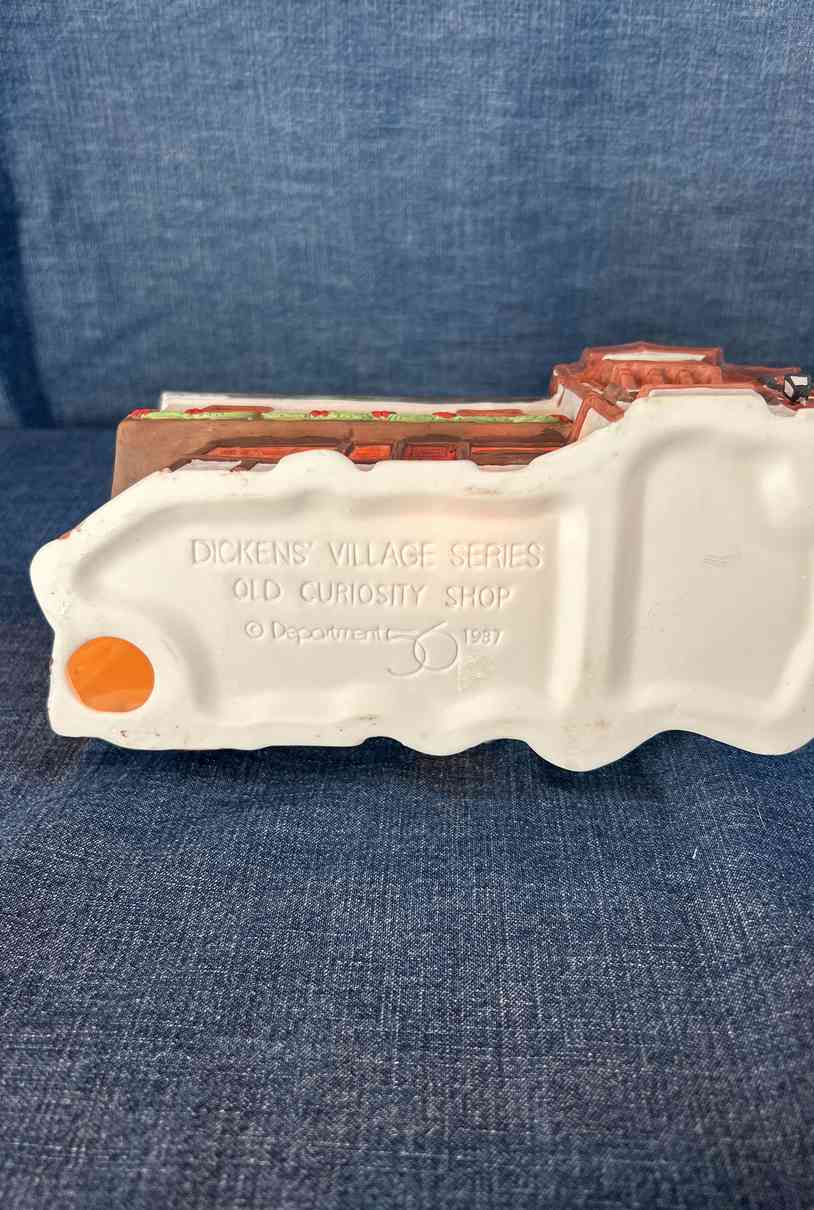 DICKENS' VILLAGE SERIES
OLD CURIOSITY SHOP
© Department 56 1987